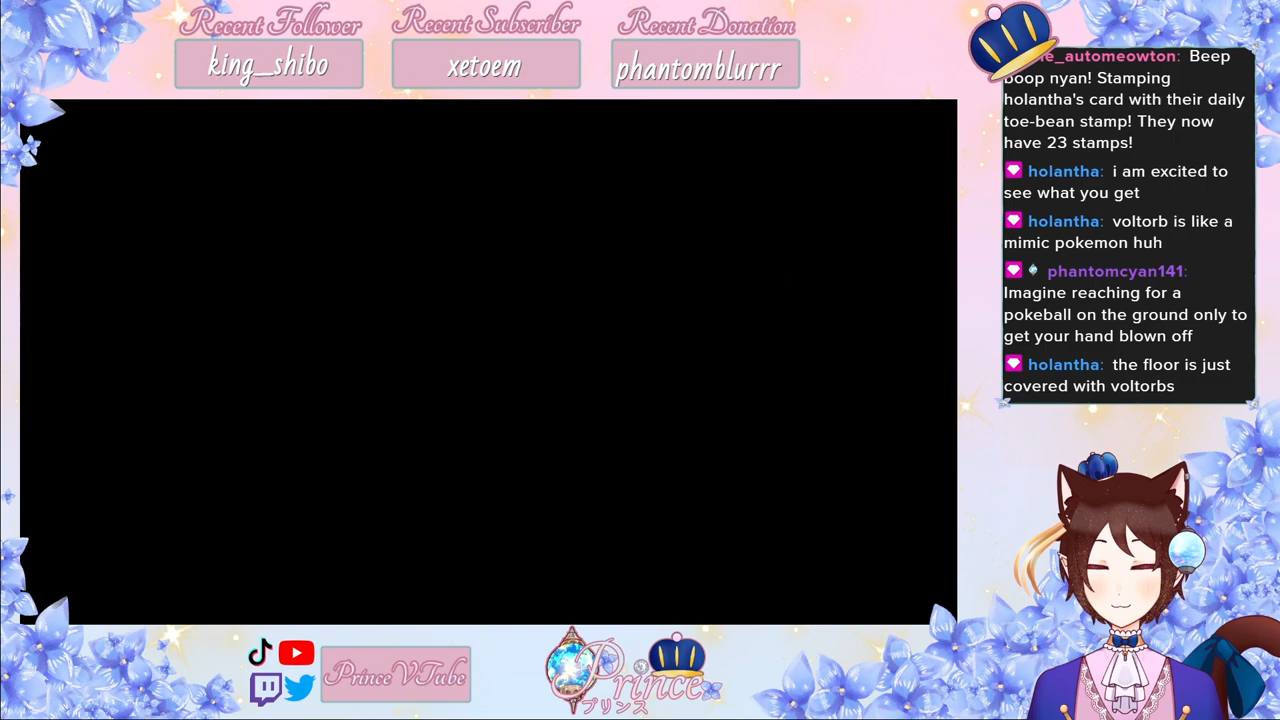 Recent Follower
Recent Subscriber
Recent Donation
king_shibo
xetoem
phantomblurrr
e_automeowton: Beep
boop nyan! Stamping
holantha's card with their daily
toe-bean stamp! They now
have 23 stamps!
holantha: i am excited to
see what you get
holantha: voltorb is like a
mimic pokemon huh
phantomcyan141:
Imagine reaching for a
pokeball on the ground only to
get your hand blown off
holantha: the floor is just
covered with voltorbs
PrinceVTube
Prince
プリンス